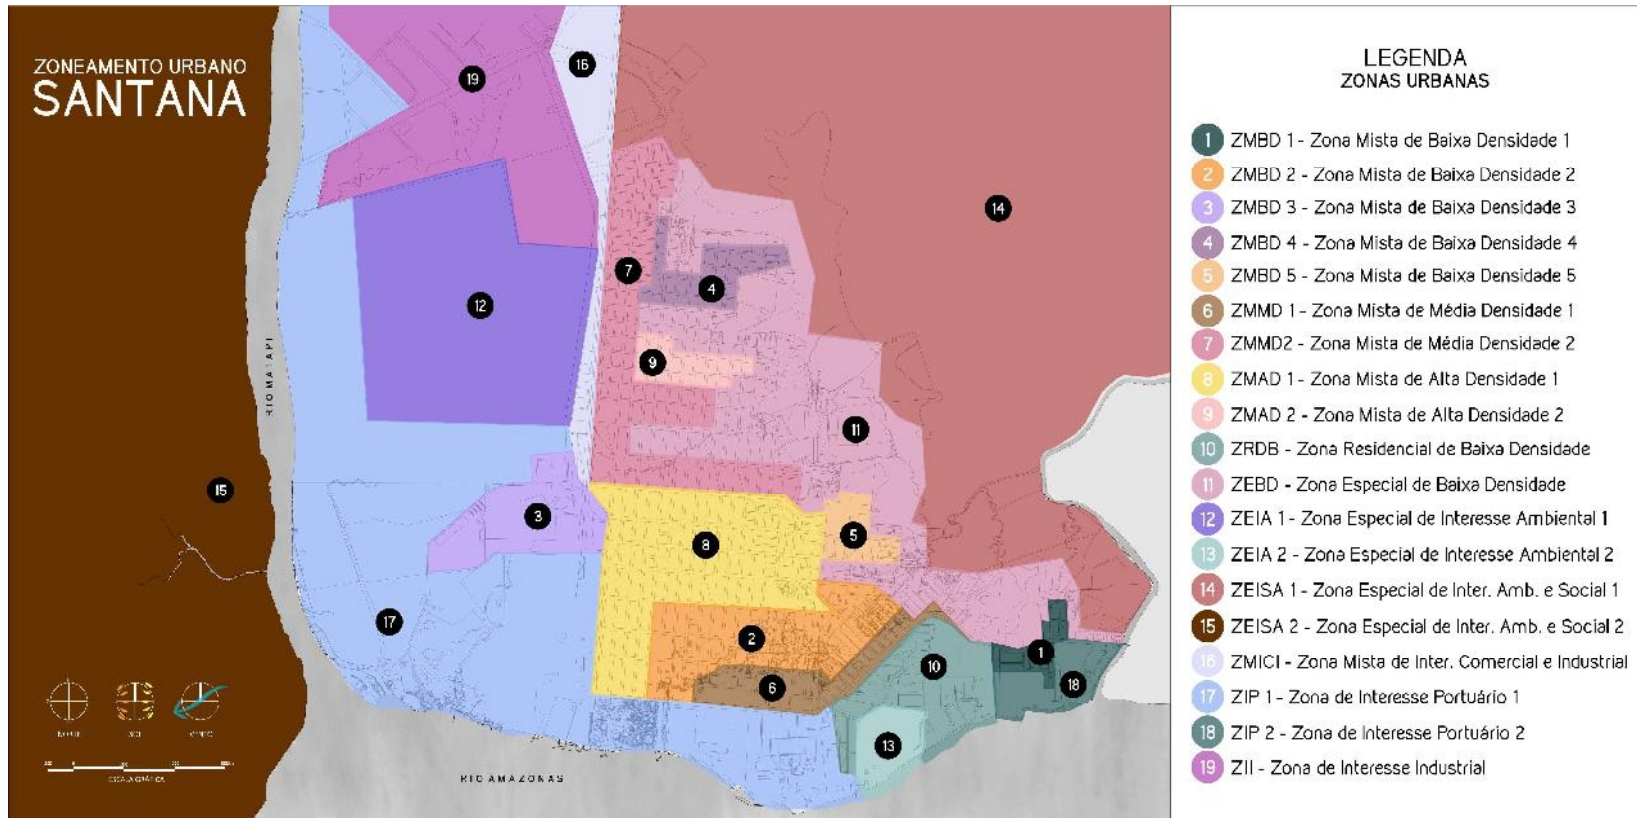 ZONEAMENTO URBANO
SANTANA
19
16
14
7
4
12
9
11
15
3
8
5
17
2
6
10
1
18
13
RIO MATAPI
RIO AMAZONAS
NORTE
SOL
VENTO
ESCALA GRÁFICA
LEGENDA
ZONAS URBANAS
1 ZMBD 1 - Zona Mista de Baixa Densidade 1
2 ZMBD 2 - Zona Mista de Baixa Densidade 2
3 ZMBD 3 - Zona Mista de Baixa Densidade 3
4 ZMBD 4 - Zona Mista de Baixa Densidade 4
5 ZMBD 5 - Zona Mista de Baixa Densidade 5
6 ZMMD 1 - Zona Mista de Média Densidade 1
7 ZMMD2 - Zona Mista de Média Densidade 2
8 ZMAD 1 - Zona Mista de Alta Densidade 1
9 ZMAD 2 - Zona Mista de Alta Densidade 2
10 ZRDB - Zona Residencial de Baixa Densidade
11 ZEBD - Zona Especial de Baixa Densidade
12 ZEIA 1 - Zona Especial de Interesse Ambiental 1
13 ZEIA 2 - Zona Especial de Interesse Ambiental 2
14 ZEISA 1 - Zona Especial de Inter. Amb. e Social 1
15 ZEISA 2 - Zona Especial de Inter. Amb. e Social 2
16 ZMICI - Zona Mista de Inter. Comercial e Industrial
17 ZIP 1 - Zona de Interesse Portuário 1
18 ZIP 2 - Zona de Interesse Portuário 2
19 ZII - Zona de Interesse Industrial